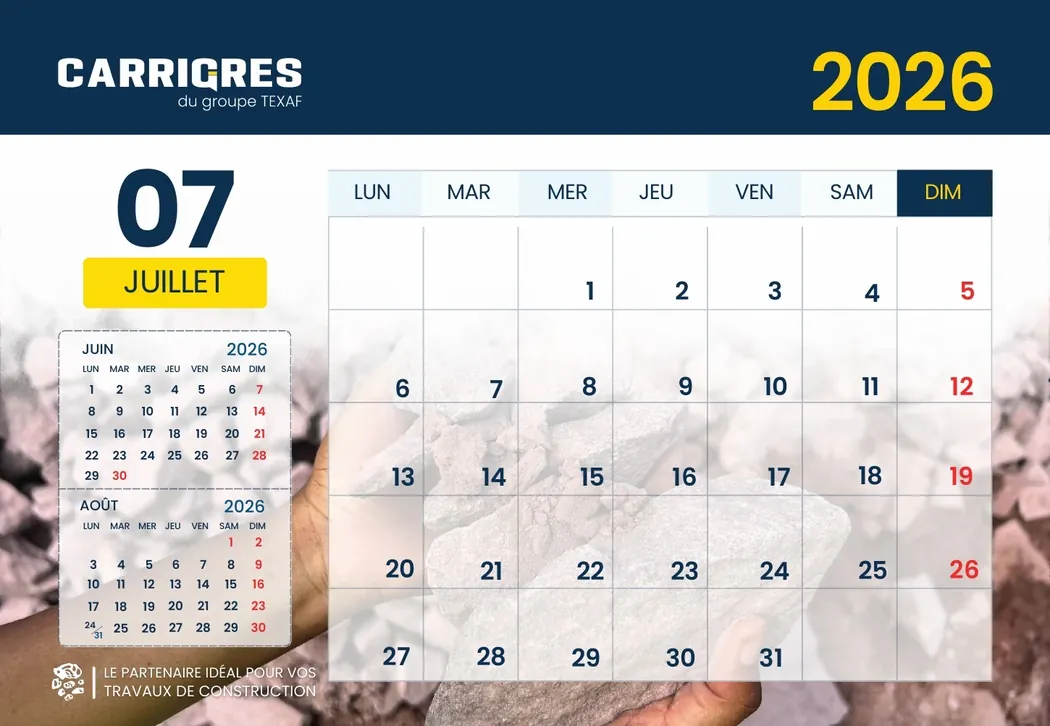 CARRIGRES
du groupe TEXAF
2026
07
JUILLET
LUN MAR MER JEU VEN SAM DIM
1 2 3 4 5
6 7 8 9 10 11 12
13 14 15 16 17 18 19
20 21 22 23 24 25 26
27 28 29 30 31
JUIN 2026
LUN MAR MER JEU VEN SAM DIM
1 2 3 4 5 6 7
8 9 10 11 12 13 14
15 16 17 18 19 20 21
22 23 24 25 26 27 28
29 30
AOÛT 2026
LUN MAR MER JEU VEN SAM DIM
1 2
3 4 5 6 7 8 9
10 11 12 13 14 15 16
17 18 19 20 21 22 23
24/31 25 26 27 28 29 30
LE PARTENAIRE IDÉAL POUR VOS
TRAVAUX DE CONSTRUCTION